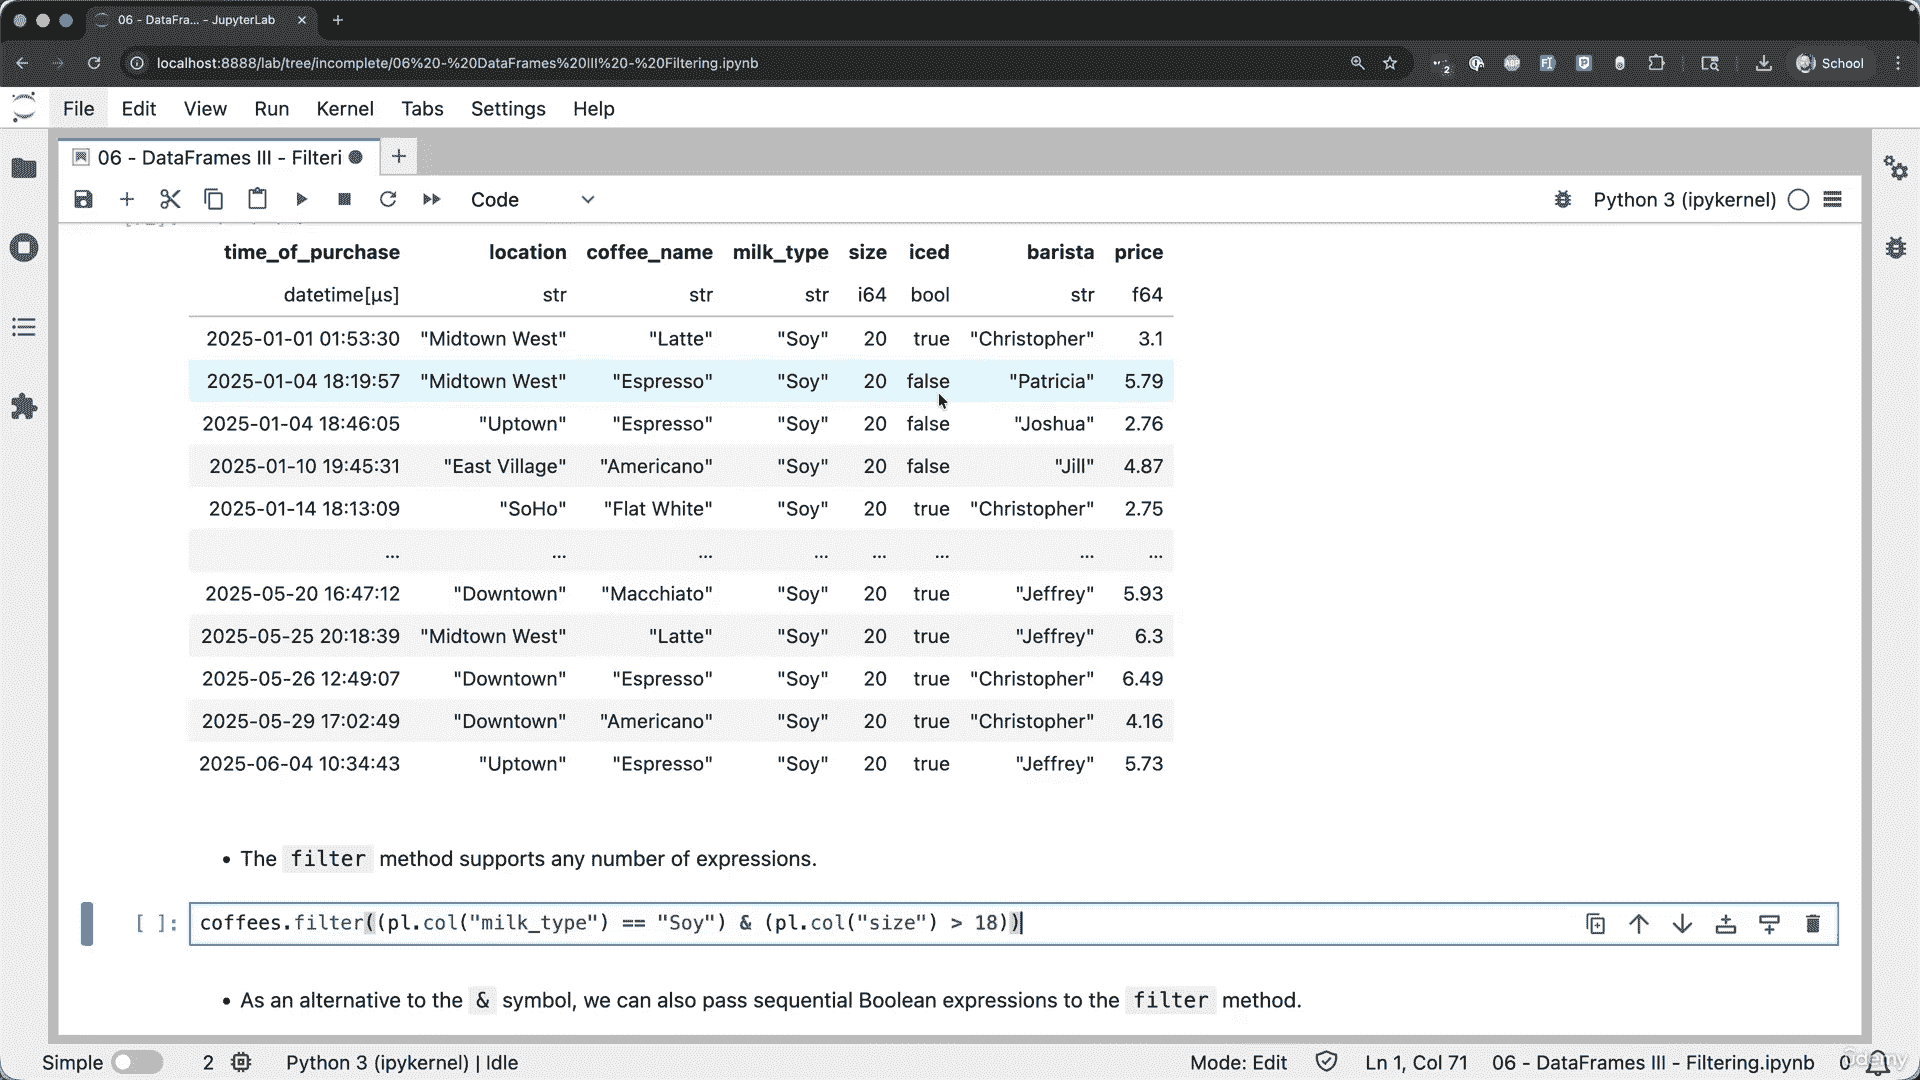 06 - DataFra... - JupyterLab
localhost:8888/lab/tree/incomplete/06%20-%20DataFrames%20III%20-%20Filtering.ipynb
2
ABP
School
File Edit View Run Kernel Tabs Settings Help
06 - DataFrames III - Filteri
Code
Python 3 (ipykernel)
time_of_purchase location coffee_name milk_type size iced barista price
datetime[μs] str str str i64 bool str f64
2025-01-01 01:53:30 "Midtown West" "Latte" "Soy" 20 true "Christopher" 3.1
2025-01-04 18:19:57 "Midtown West" "Espresso" "Soy" 20 false "Patricia" 5.79
2025-01-04 18:46:05 "Uptown" "Espresso" "Soy" 20 false "Joshua" 2.76
2025-01-10 19:45:31 "East Village" "Americano" "Soy" 20 false "Jill" 4.87
2025-01-14 18:13:09 "SoHo" "Flat White" "Soy" 20 true "Christopher" 2.75
... ... ... ... ... ... ... ...
2025-05-20 16:47:12 "Downtown" "Macchiato" "Soy" 20 true "Jeffrey" 5.93
2025-05-25 20:18:39 "Midtown West" "Latte" "Soy" 20 true "Jeffrey" 6.3
2025-05-26 12:49:07 "Downtown" "Espresso" "Soy" 20 true "Christopher" 6.49
2025-05-29 17:02:49 "Downtown" "Americano" "Soy" 20 true "Christopher" 4.16
2025-06-04 10:34:43 "Uptown" "Espresso" "Soy" 20 true "Jeffrey" 5.73
• The filter method supports any number of expressions.
[ ]: coffees.filter((pl.col("milk_type") == "Soy") & (pl.col("size") > 18))
• As an alternative to the & symbol, we can also pass sequential Boolean expressions to the filter method.
Simple 2 Python 3 (ipykernel) | Idle Mode: Edit Ln 1, Col 71 06 - DataFrames III - Filtering.ipynb 0
udemy